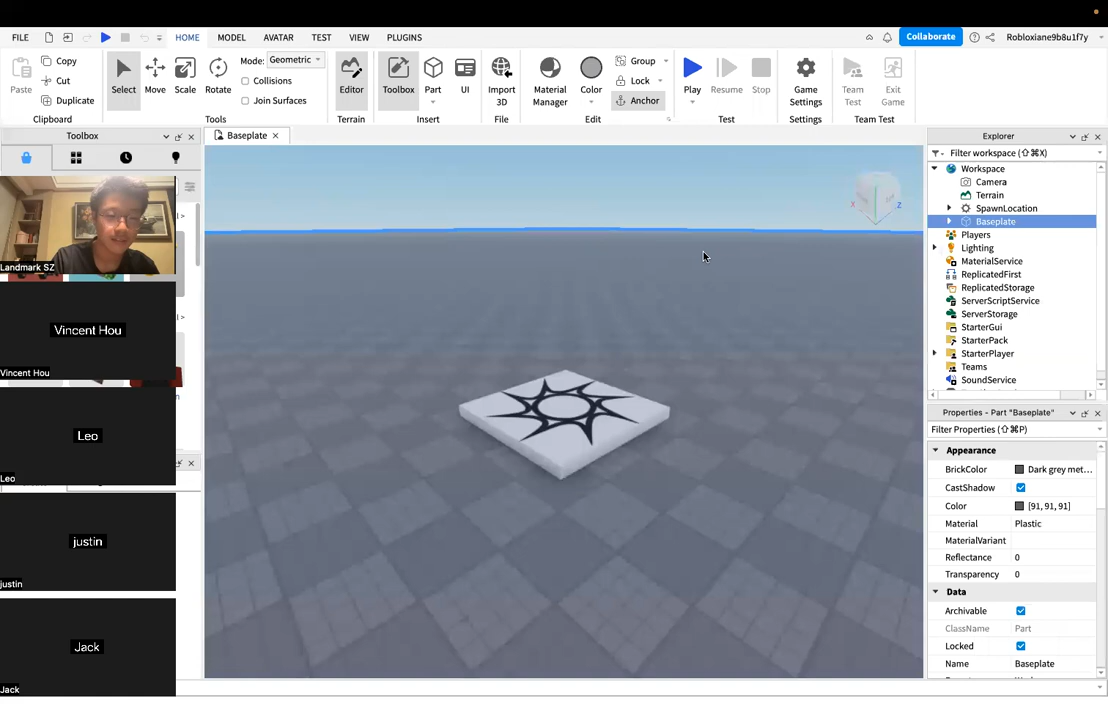 FILE HOME MODEL AVATAR TEST VIEW PLUGINS Collaborate Robloxiane9b8u1f7y
Paste Copy Cut Duplicate
Clipboard
Select Move Scale Rotate
Mode: Geometric
Collisions
Join Surfaces
Tools
Editor
Terrain
Toolbox Part UI
Insert
Import 3D
File
Material Manager Color
Group
Lock
Anchor
Edit
Play Resume Stop
Test
Game Settings
Settings
Team Test Exit Game
Team Test
Toolbox
Baseplate
Landmark SZ
Vincent Hou
Vincent Hou
Leo
Leo
justin
justin
Jack
Jack
X
Z
Explorer
Filter workspace (⇧⌘X)
Workspace
Camera
Terrain
SpawnLocation
Baseplate
Players
Lighting
MaterialService
ReplicatedFirst
ReplicatedStorage
ServerScriptService
ServerStorage
StarterGui
StarterPack
StarterPlayer
Teams
SoundService
Properties - Part "Baseplate"
Filter Properties (⇧⌘P)
Appearance
BrickColor Dark grey met...
CastShadow
Color [91, 91, 91]
Material Plastic
MaterialVariant
Reflectance 0
Transparency 0
Data
Archivable
ClassName Part
Locked
Name Baseplate